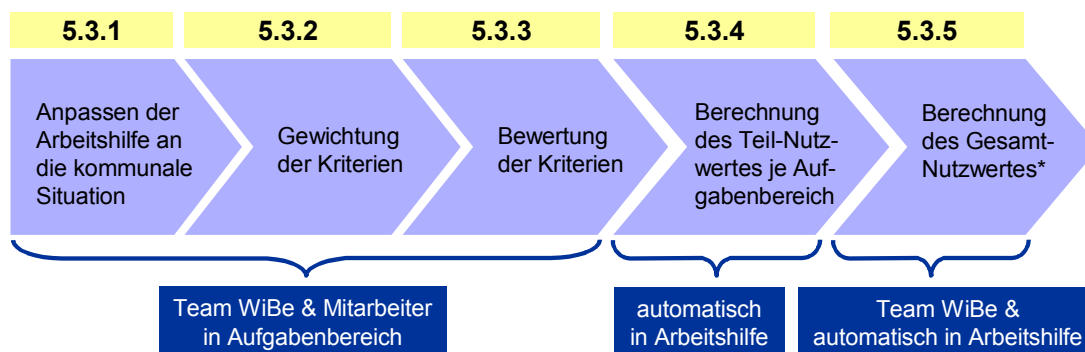 5.3.1
5.3.2
5.3.3
5.3.4
5.3.5
Anpassen der
Arbeitshilfe an
die kommunale
Situation
Gewichtung
der Kriterien
Bewertung
der Kriterien
Berechnung
des Teil-Nutz-
wertes je Auf-
gabenbereich
Berechnung
des Gesamt-
Nutzwertes*
Team WiBe & Mitarbeiter
in Aufgabenbereich
automatisch
in Arbeitshilfe
Team WiBe &
automatisch in Arbeitshilfe